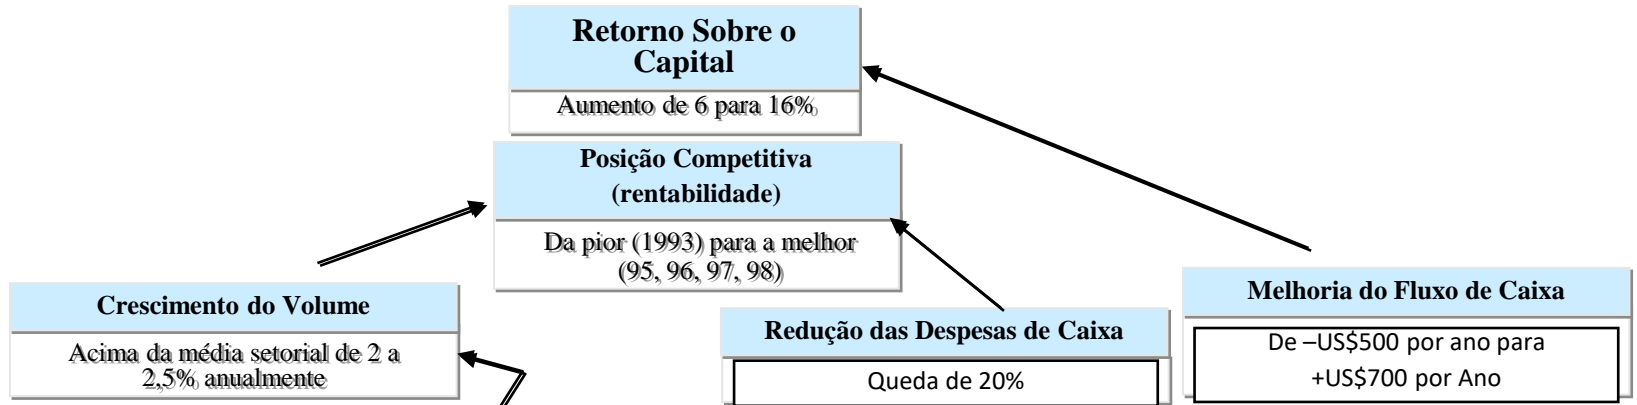 Retorno Sobre o
Capital
Aumento de 6 para 16%
Posição Competitiva
(rentabilidade)
Da pior (1993) para a melhor
(95, 96, 97, 98)
Crescimento do Volume
Acima da média setorial de 2 a
2,5% anualmente
Redução das Despesas de Caixa
Queda de 20%
Melhoria do Fluxo de Caixa
De –US$500 por ano para
+US$700 por Ano